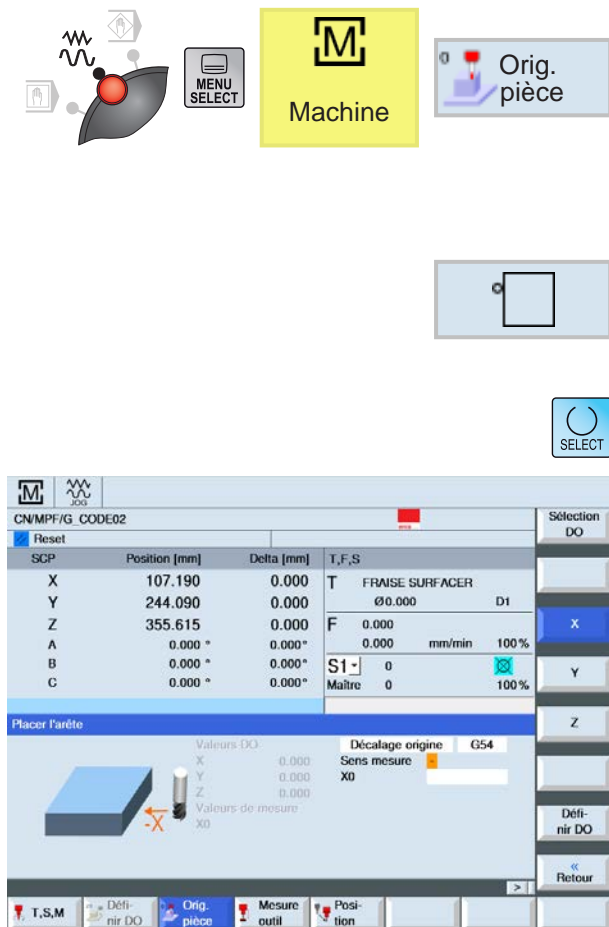 MENU
SELECT
M
Machine
Orig.
pièce
SELECT
M
JOG
CN/MPF/G_CODE02
Sélection
DO
Reset
SCP Position [mm] Delta [mm] T,F,S
X 107.190 0.000 T FRAISE SURFACER
Y 244.090 0.000 Ø0.000 D1
Z 355.615 0.000 F 0.000
X
A 0.000 ° 0.000° 0.000 mm/min 100%
B 0.000 ° 0.000° S1 0
Y
C 0.000 ° 0.000° Maître 0 100%
Placer l'arête
Z
Valeurs DO Décalage origine G54
X 0.000 Sens mesure -
Y 0.000 X0
Z 0.000
Valeurs de mesure
X0
-X
Défi-
nir DO
«
Retour
>
T,S,M
Défi-
nir DO
Orig.
pièce
Mesure
outil
Posi-
tion